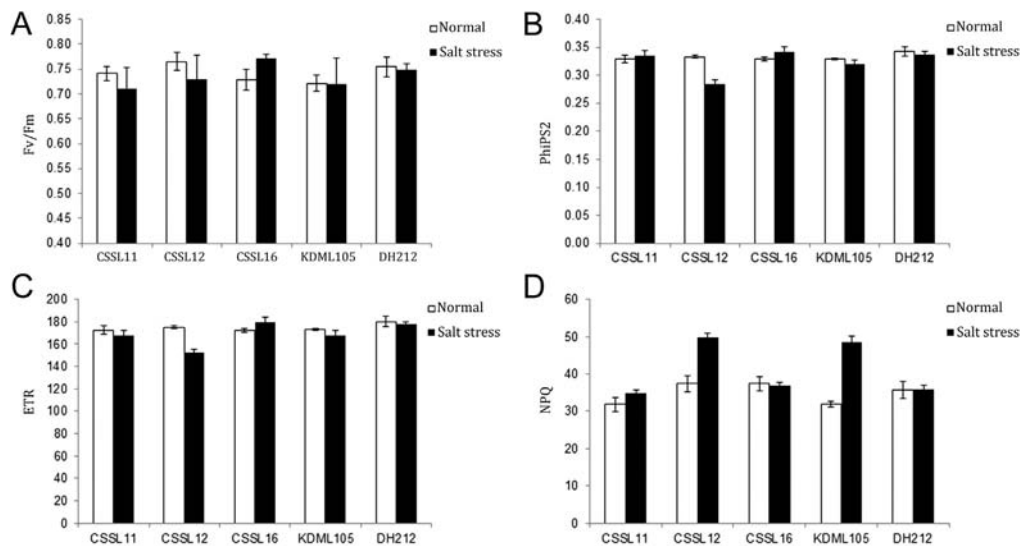 A
Fv/Fm
0.85
0.80
0.75
0.70
0.65
0.60
0.55
0.50
0.45
0.40
CSSL11 CSSL12 CSSL16 KDML105 DH212
Normal
Salt stress
B
PhiPS2
0.40
0.35
0.30
0.25
0.20
0.15
0.10
0.05
0.00
CSSL11 CSSL12 CSSL16 KDML105 DH212
Normal
Salt stress
C
ETR
200
180
160
140
120
100
80
60
40
20
0
CSSL11 CSSL12 CSSL16 KDML105 DH212
Normal
Salt stress
D
NPQ
60
50
40
30
20
10
0
CSSL11 CSSL12 CSSL16 KDML105 DH212
Normal
Salt stress